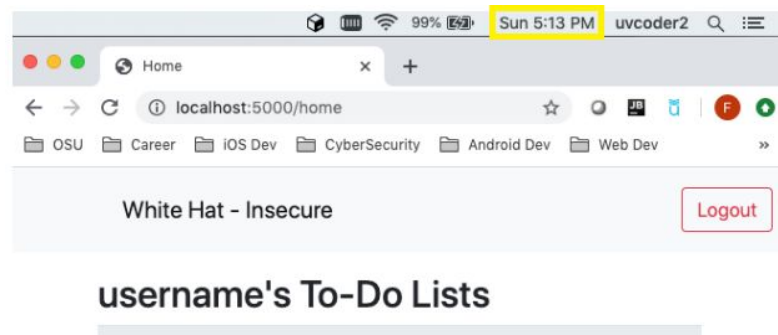 99% Sun 5:13 PM uvcoder2
Home
localhost:5000/home
JB
F
OSU Career iOS Dev CyberSecurity Android Dev Web Dev »
White Hat - Insecure
Logout
username's To-Do Lists